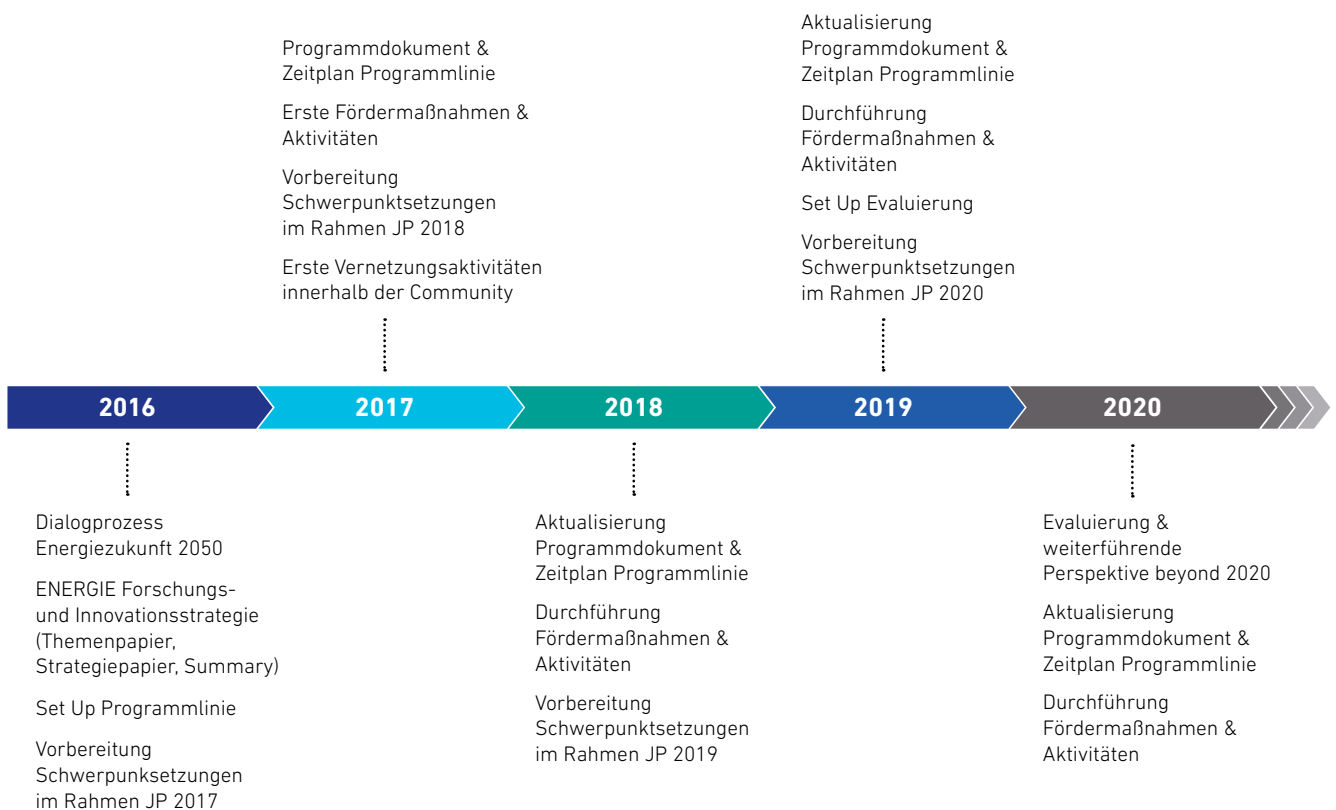 Programmdokument &
Zeitplan Programmlinie
Erste Fördermaßnahmen &
Aktivitäten
Vorbereitung
Schwerpunktsetzungen
im Rahmen JP 2018
Erste Vernetzungsaktivitäten
innerhalb der Community
Aktualisierung
Programmdokument &
Zeitplan Programmlinie
Durchführung
Fördermaßnahmen &
Aktivitäten
Set Up Evaluierung
Vorbereitung
Schwerpunktsetzungen
im Rahmen JP 2020
2016
2017
2018
2019
2020
Dialogprozess
Energiezukunft 2050
ENERGIE Forschungs-
und Innovationsstrategie
(Themenpapier,
Strategiepapier, Summary)
Set Up Programmlinie
Vorbereitung
Schwerpunksetzungen
im Rahmen JP 2017
Aktualisierung
Programmdokument &
Zeitplan Programmlinie
Durchführung
Fördermaßnahmen &
Aktivitäten
Vorbereitung
Schwerpunktsetzungen
im Rahmen JP 2019
Evaluierung &
weiterführende
Perspektive beyond 2020
Aktualisierung
Programmdokument &
Zeitplan Programmlinie
Durchführung
Fördermaßnahmen &
Aktivitäten